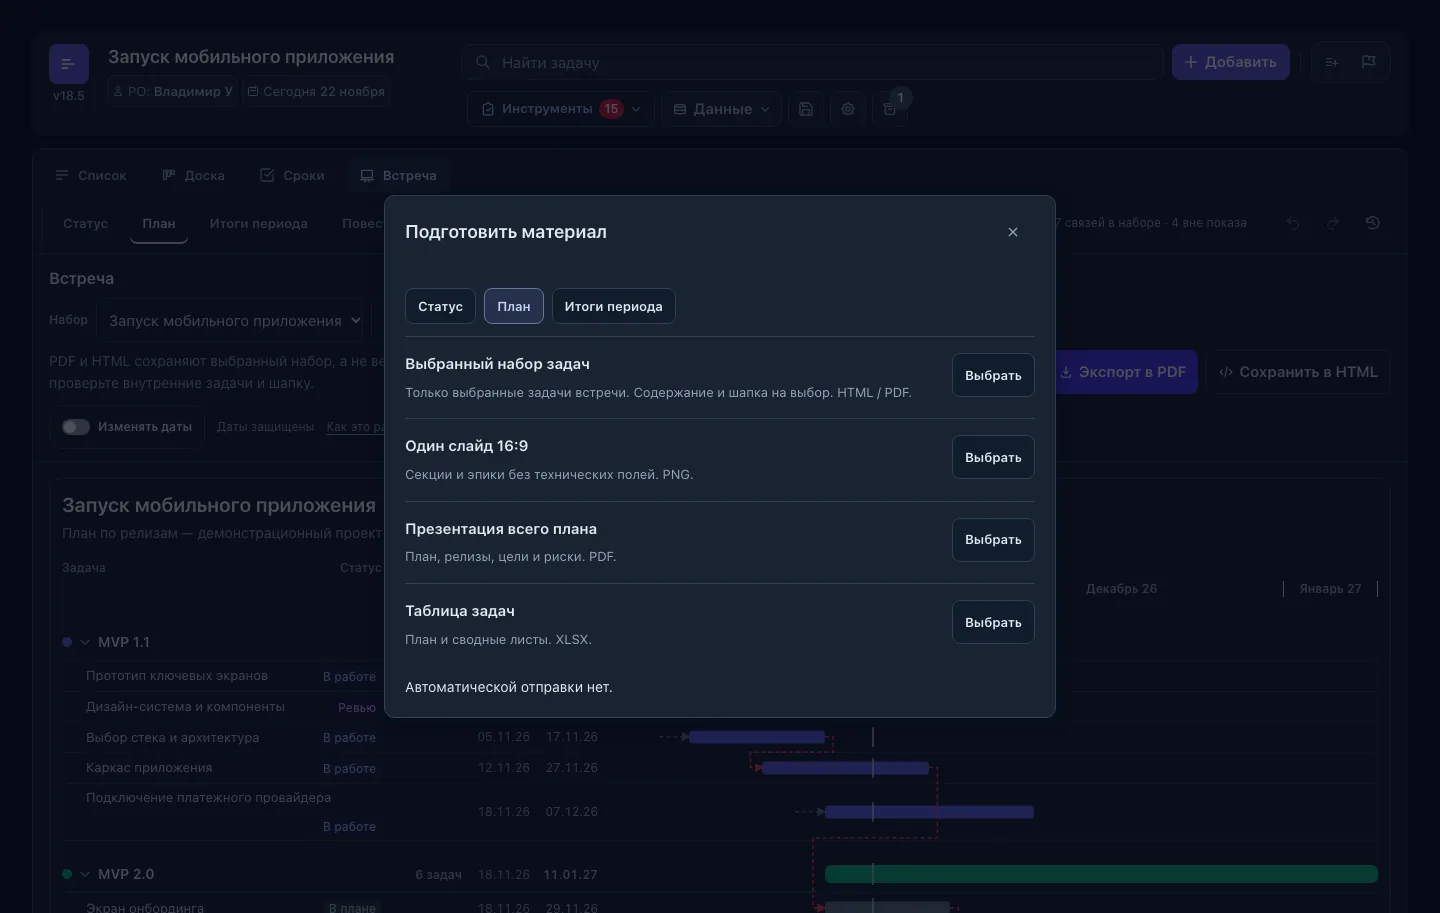 Запуск мобильного приложения
v18.5
PO: Владимир У
Сегодня 22 ноября
Найти задачу
Добавить
Инструменты 15
Данные
1
Список
Доска
Сроки
Встреча
Статус
План
Итоги периода
7 связей в наборе · 4 вне показа
Встреча
Набор
Запуск мобильного приложения
PDF и HTML сохраняют выбранный набор, а не
проверьте внутренние задачи и шапку.
Экспорт в PDF
Сохранить в HTML
Изменять даты
Даты защищены
Как это
Подготовить материал
Статус
План
Итоги периода
Выбранный набор задач
Только выбранные задачи встречи. Содержание и шапка на выбор. HTML / PDF.
Выбрать
Один слайд 16:9
Секции и эпики без технических полей. PNG.
Выбрать
Презентация всего плана
План, релизы, цели и риски. PDF.
Выбрать
Таблица задач
План и сводные листы. XLSX.
Выбрать
Автоматической отправки нет.
Запуск мобильного приложения
План по релизам — демонстрационный проект
Задача
Статус
Декабрь 26
Январь 27
MVP 1.1
Прототип ключевых экранов В работе
Дизайн-система и компоненты Ревью
Выбор стека и архитектура В работе 05.11.26 17.11.26
Каркас приложения В работе 12.11.26 27.11.26
Подключение платежного провайдера
В работе 18.11.26 07.12.26
MVP 2.0 6 задач 18.11.26 11.01.27
Экран онбординга В плане 18.11.26 29.11.26